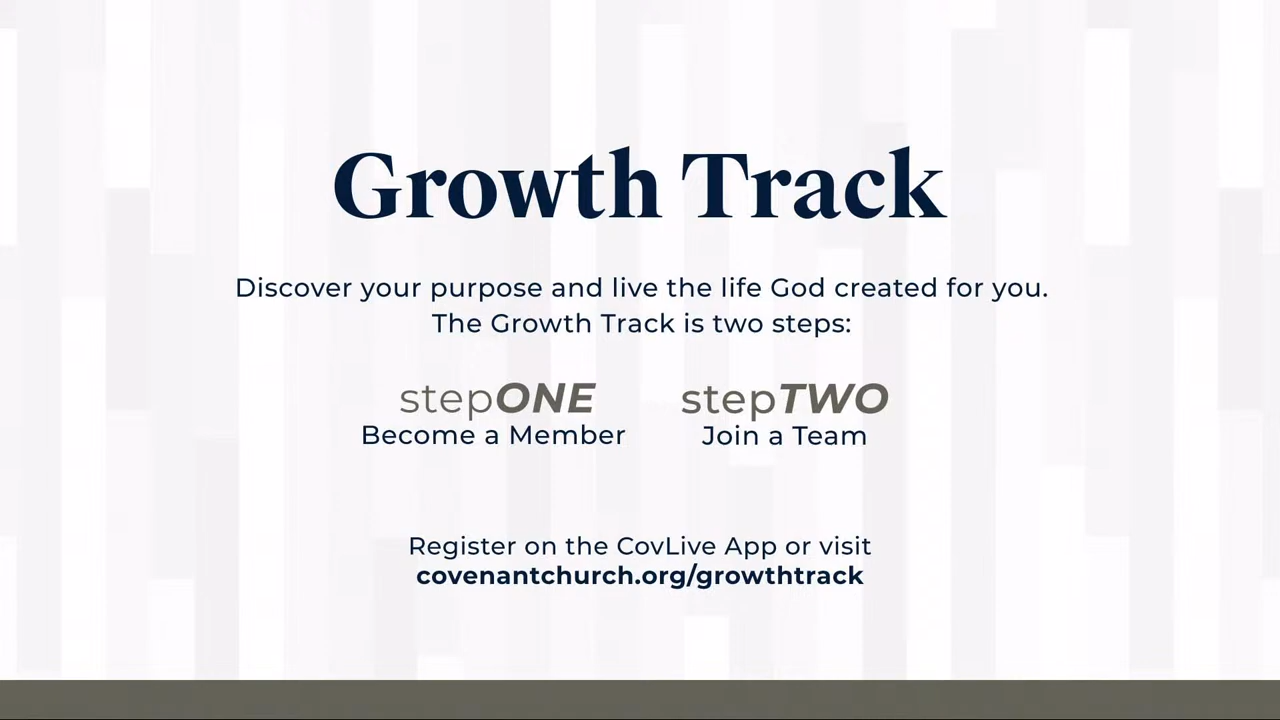 Growth Track
Discover your purpose and live the life God created for you.
The Growth Track is two steps:
stepONE stepTWO
Become a Member Join a Team
Register on the CovLive App or visit
covenantchurch.org/growthtrack